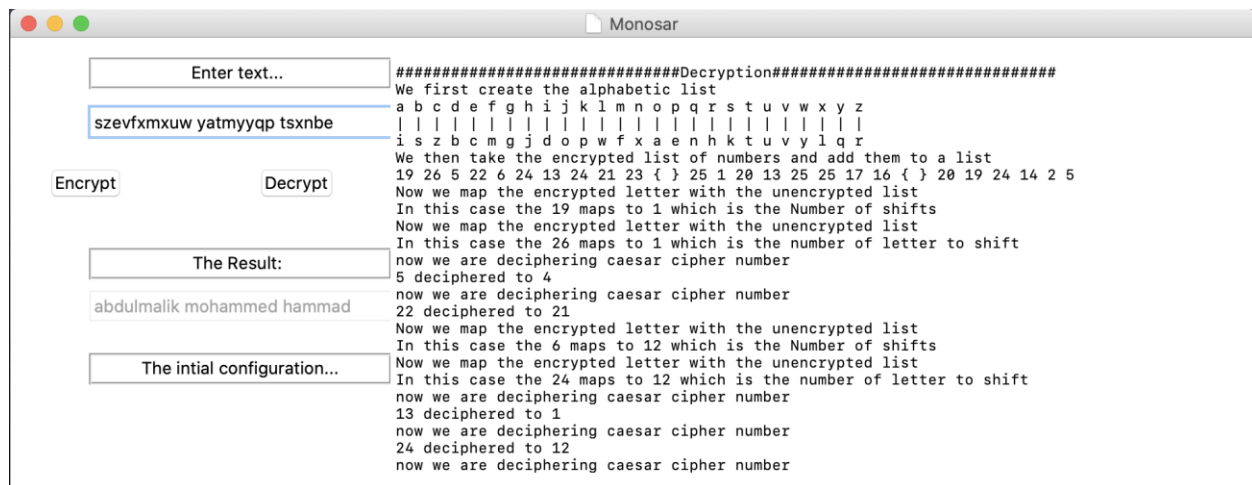 Monosar
Enter text...
szevfxmxuw yatmyyqp tsxnbe
Encrypt
Decrypt
The Result:
abdulmalik mohammed hammad
The intial configuration...
###############################Decryption###############################
We first create the alphabetic list
a b c d e f g h i j k l m n o p q r s t u v w x y z
| | | | | | | | | | | | | | | | | | | | | | | | | |
i s z b c m g j d o p w f x a e n h k t u v y l q r
We then take the encrypted list of numbers and add them to a list
19 26 5 22 6 24 13 24 21 23 { } 25 1 20 13 25 25 17 16 { } 20 19 24 14 2 5
Now we map the encrypted letter with the unencrypted list
In this case the 19 maps to 1 which is the Number of shifts
Now we map the encrypted letter with the unencrypted list
In this case the 26 maps to 1 which is the number of letter to shift
now we are deciphering caesar cipher number
5 deciphered to 4
now we are deciphering caesar cipher number
22 deciphered to 21
Now we map the encrypted letter with the unencrypted list
In this case the 6 maps to 12 which is the Number of shifts
Now we map the encrypted letter with the unencrypted list
In this case the 24 maps to 12 which is the number of letter to shift
now we are deciphering caesar cipher number
13 deciphered to 1
now we are deciphering caesar cipher number
24 deciphered to 12
now we are deciphering caesar cipher number